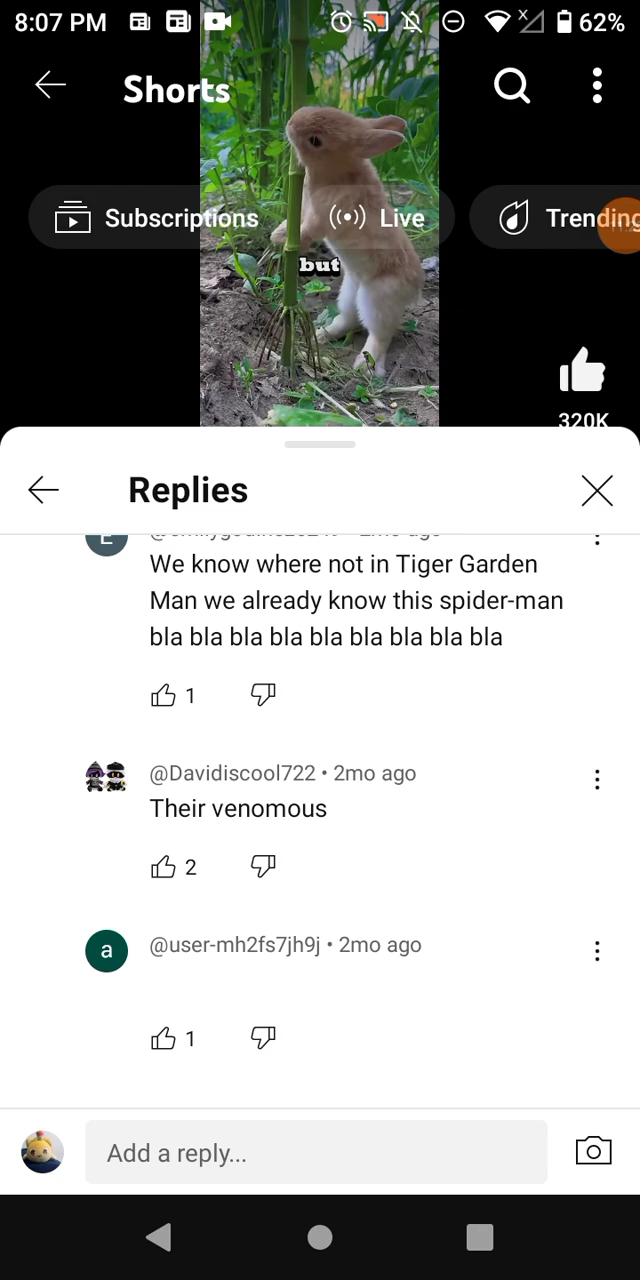 8:07 PM
62%
Shorts
Subscriptions
Live
Trending
but
320K
Replies
2mo ago
We know where not in Tiger Garden
Man we already know this spider-man
bla bla bla bla bla bla bla bla bla
1
@Davidiscool722 • 2mo ago
Their venomous
2
a
@user-mh2fs7jh9j • 2mo ago
1
Add a reply...